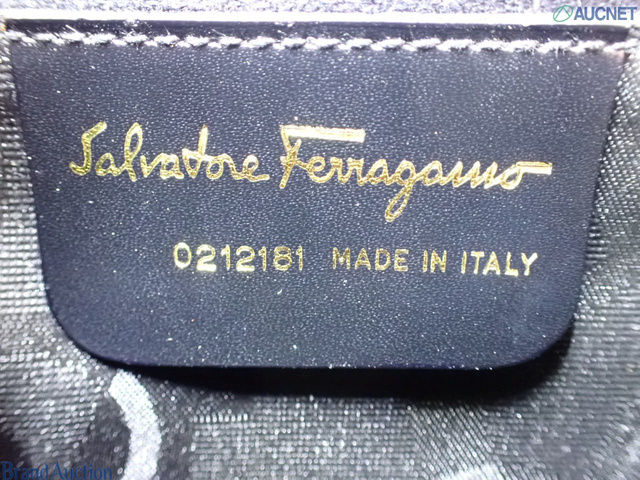 AUCNET
Salvatore Ferragamo
0212181 MADE IN ITALY
Brand Auction